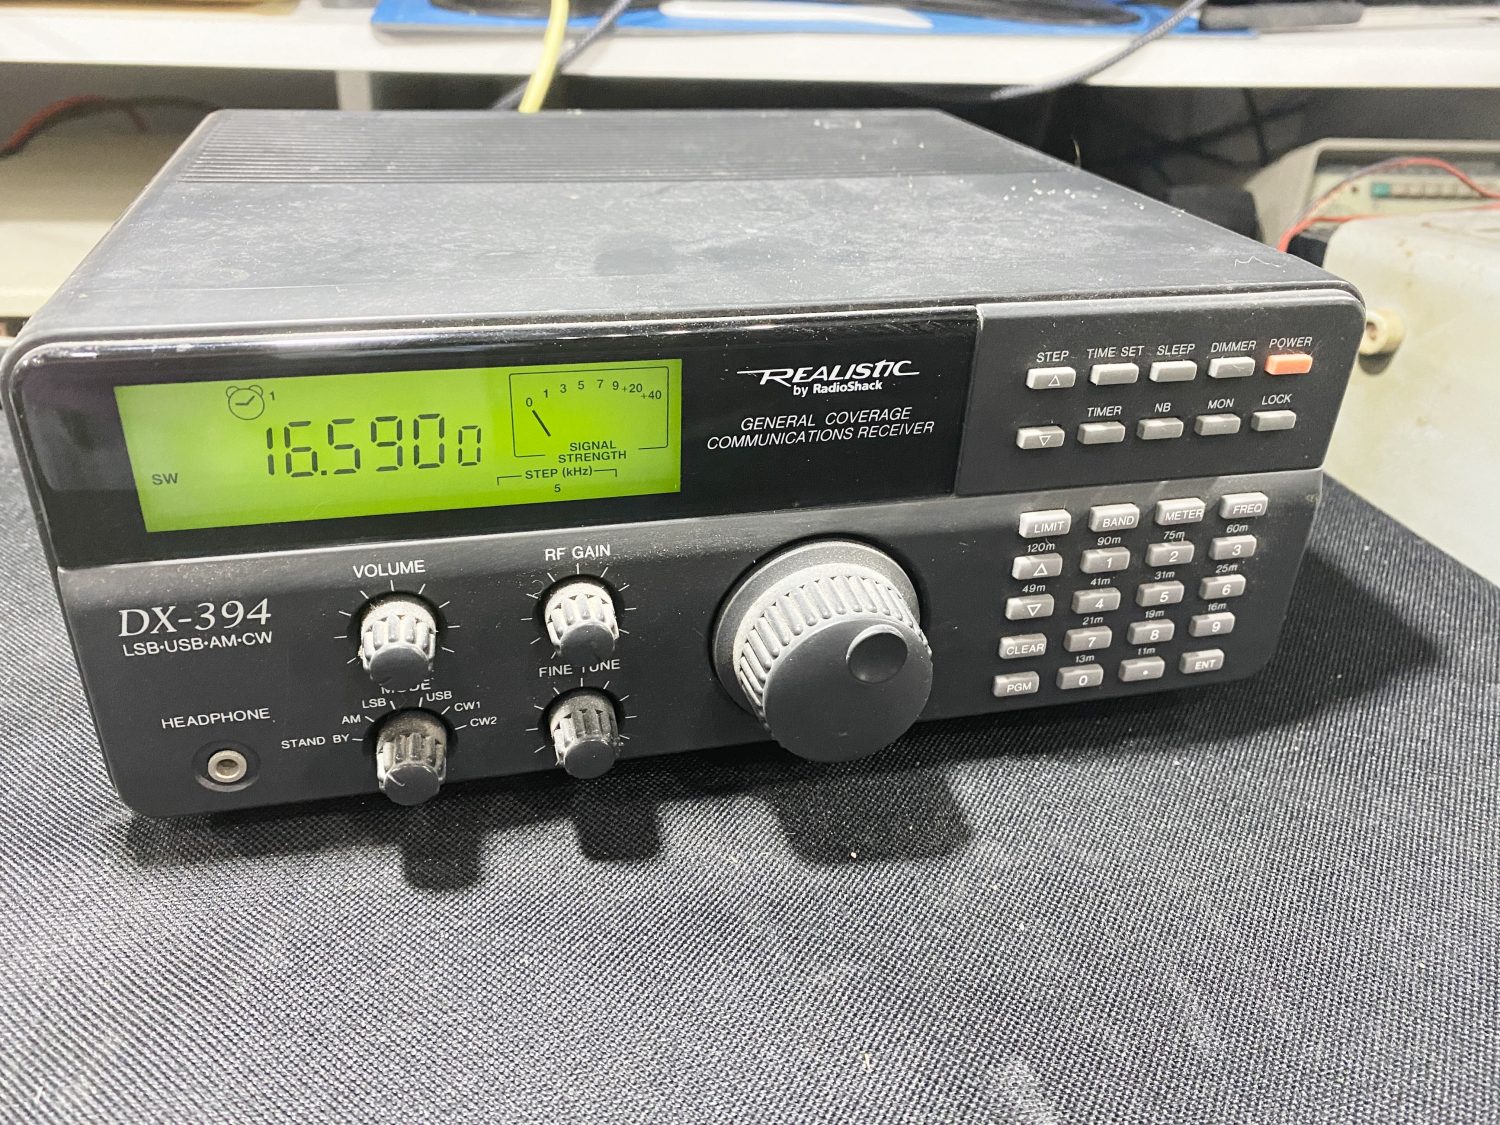 1
16.5900
SW
0 1 3 5 7 9 +20 +40
SIGNAL
STRENGTH
STEP (kHz)
5
REALISTIC
by RadioShack
GENERAL COVERAGE
COMMUNICATIONS RECEIVER
STEP TIME SET SLEEP DIMMER POWER
TIMER NB MON LOCK
DX-394
LSB·USB·AM·CW
HEADPHONE
VOLUME
MODE
STAND BY AM LSB USB CW1 CW2
RF GAIN
FINE TUNE
LIMIT BAND METER FREQ
120m 90m 75m 60m
1 2 3
49m 41m 31m 25m
4 5 6
21m 19m 16m
CLEAR 7 8 9
13m 11m
PGM 0 . ENT